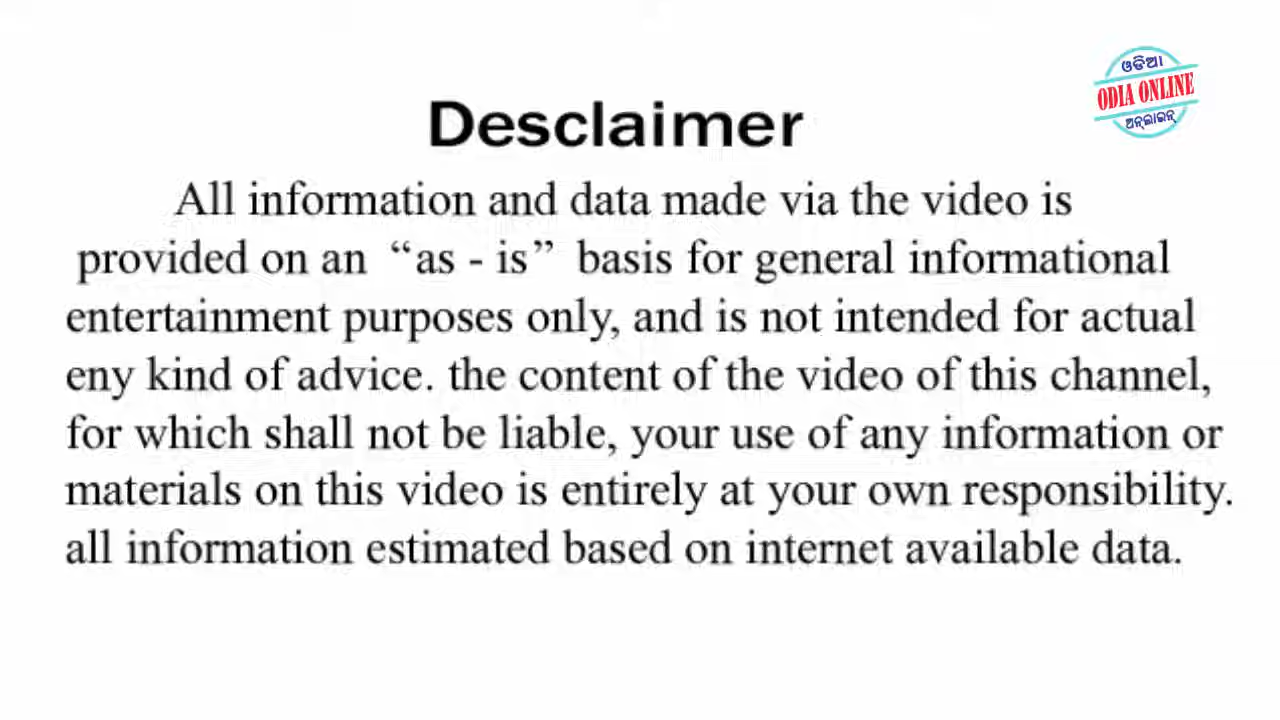 ଓଡିଆ
ODIA ONLINE
ଅନ୍‌ଲାଇନ୍
Desclaimer
All information and data made via the video is
provided on an “as - is” basis for general informational
entertainment purposes only, and is not intended for actual
eny kind of advice. the content of the video of this channel,
for which shall not be liable, your use of any information or
materials on this video is entirely at your own responsibility.
all information estimated based on internet available data.